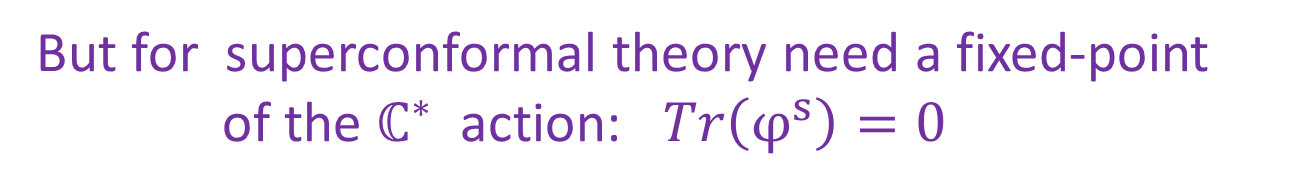 But for superconformal theory need a fixed-point
of the ℂ* action: Tr(φˢ) = 0